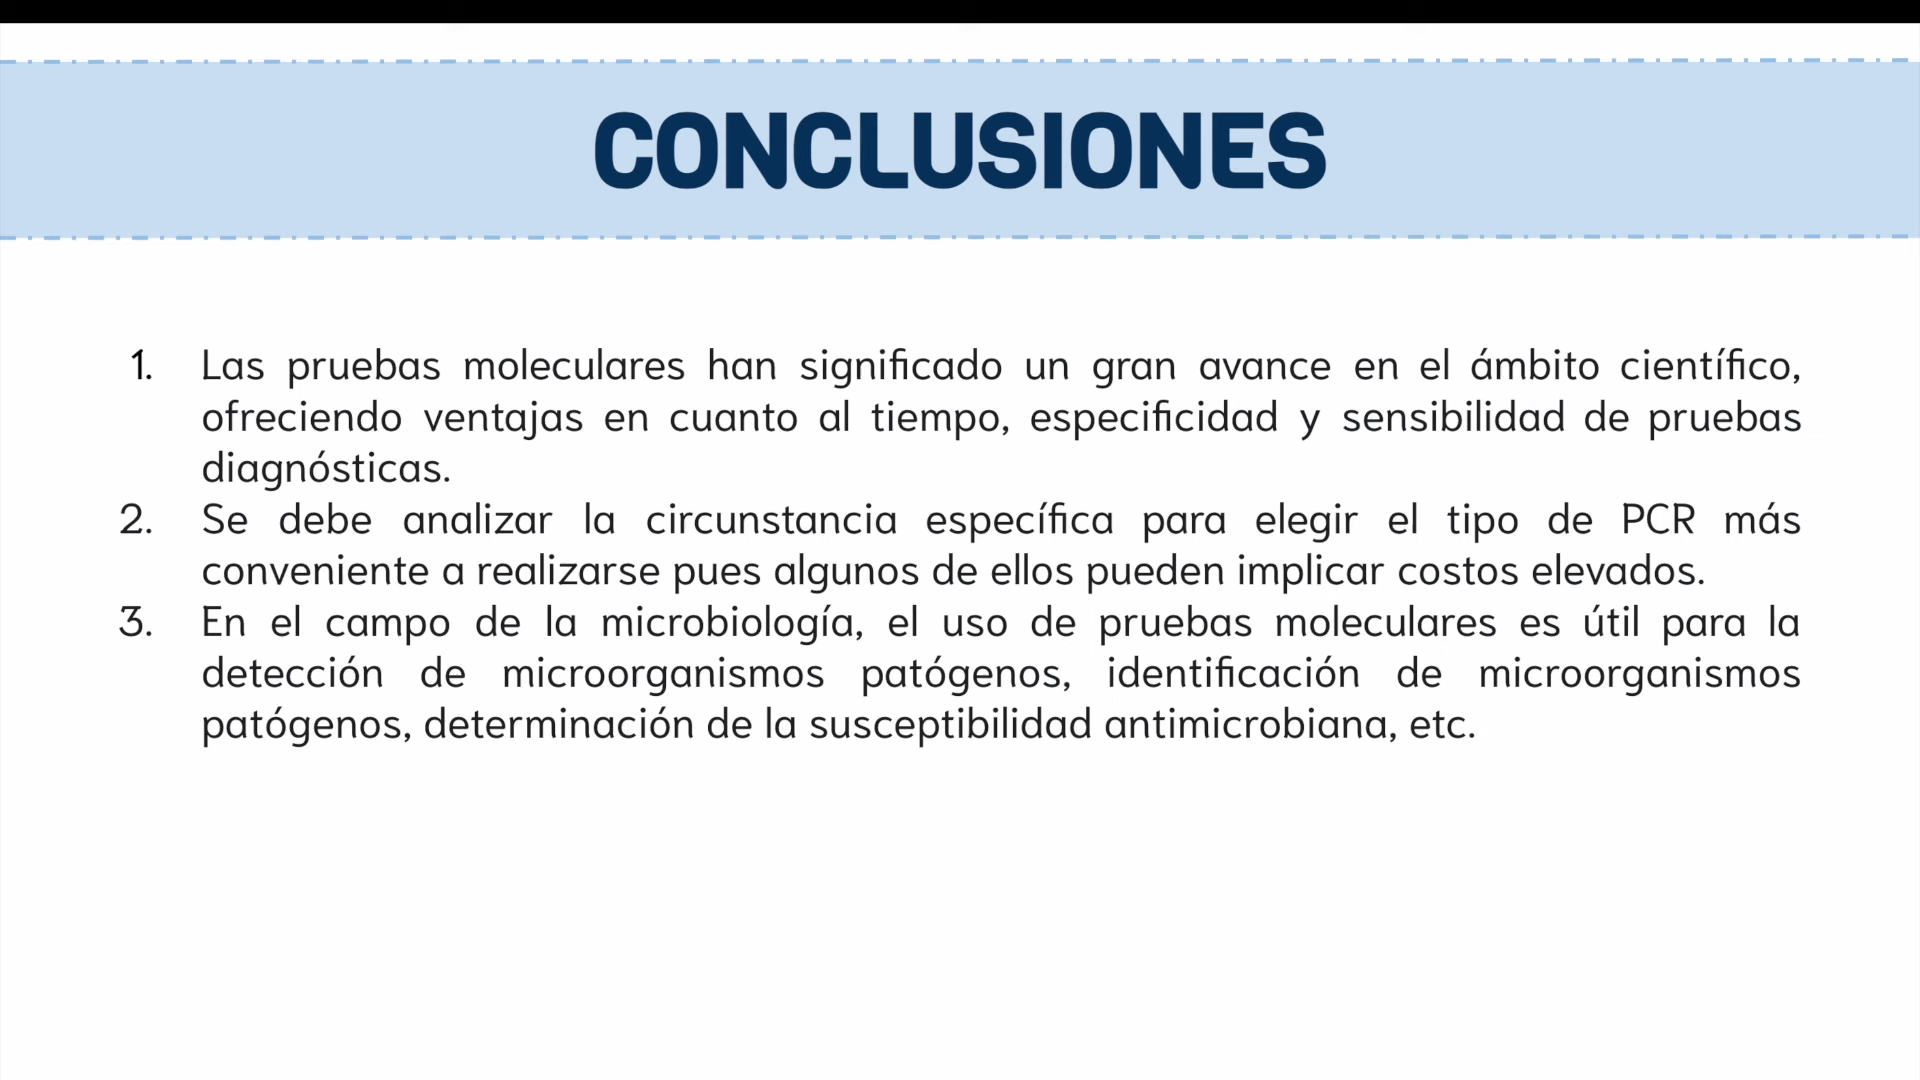 CONCLUSIONES
1. Las pruebas moleculares han significado un gran avance en el ámbito científico,
ofreciendo ventajas en cuanto al tiempo, especificidad y sensibilidad de pruebas
diagnósticas.
2. Se debe analizar la circunstancia específica para elegir el tipo de PCR más
conveniente a realizarse pues algunos de ellos pueden implicar costos elevados.
3. En el campo de la microbiología, el uso de pruebas moleculares es útil para la
detección de microorganismos patógenos, identificación de microorganismos
patógenos, determinación de la susceptibilidad antimicrobiana, etc.